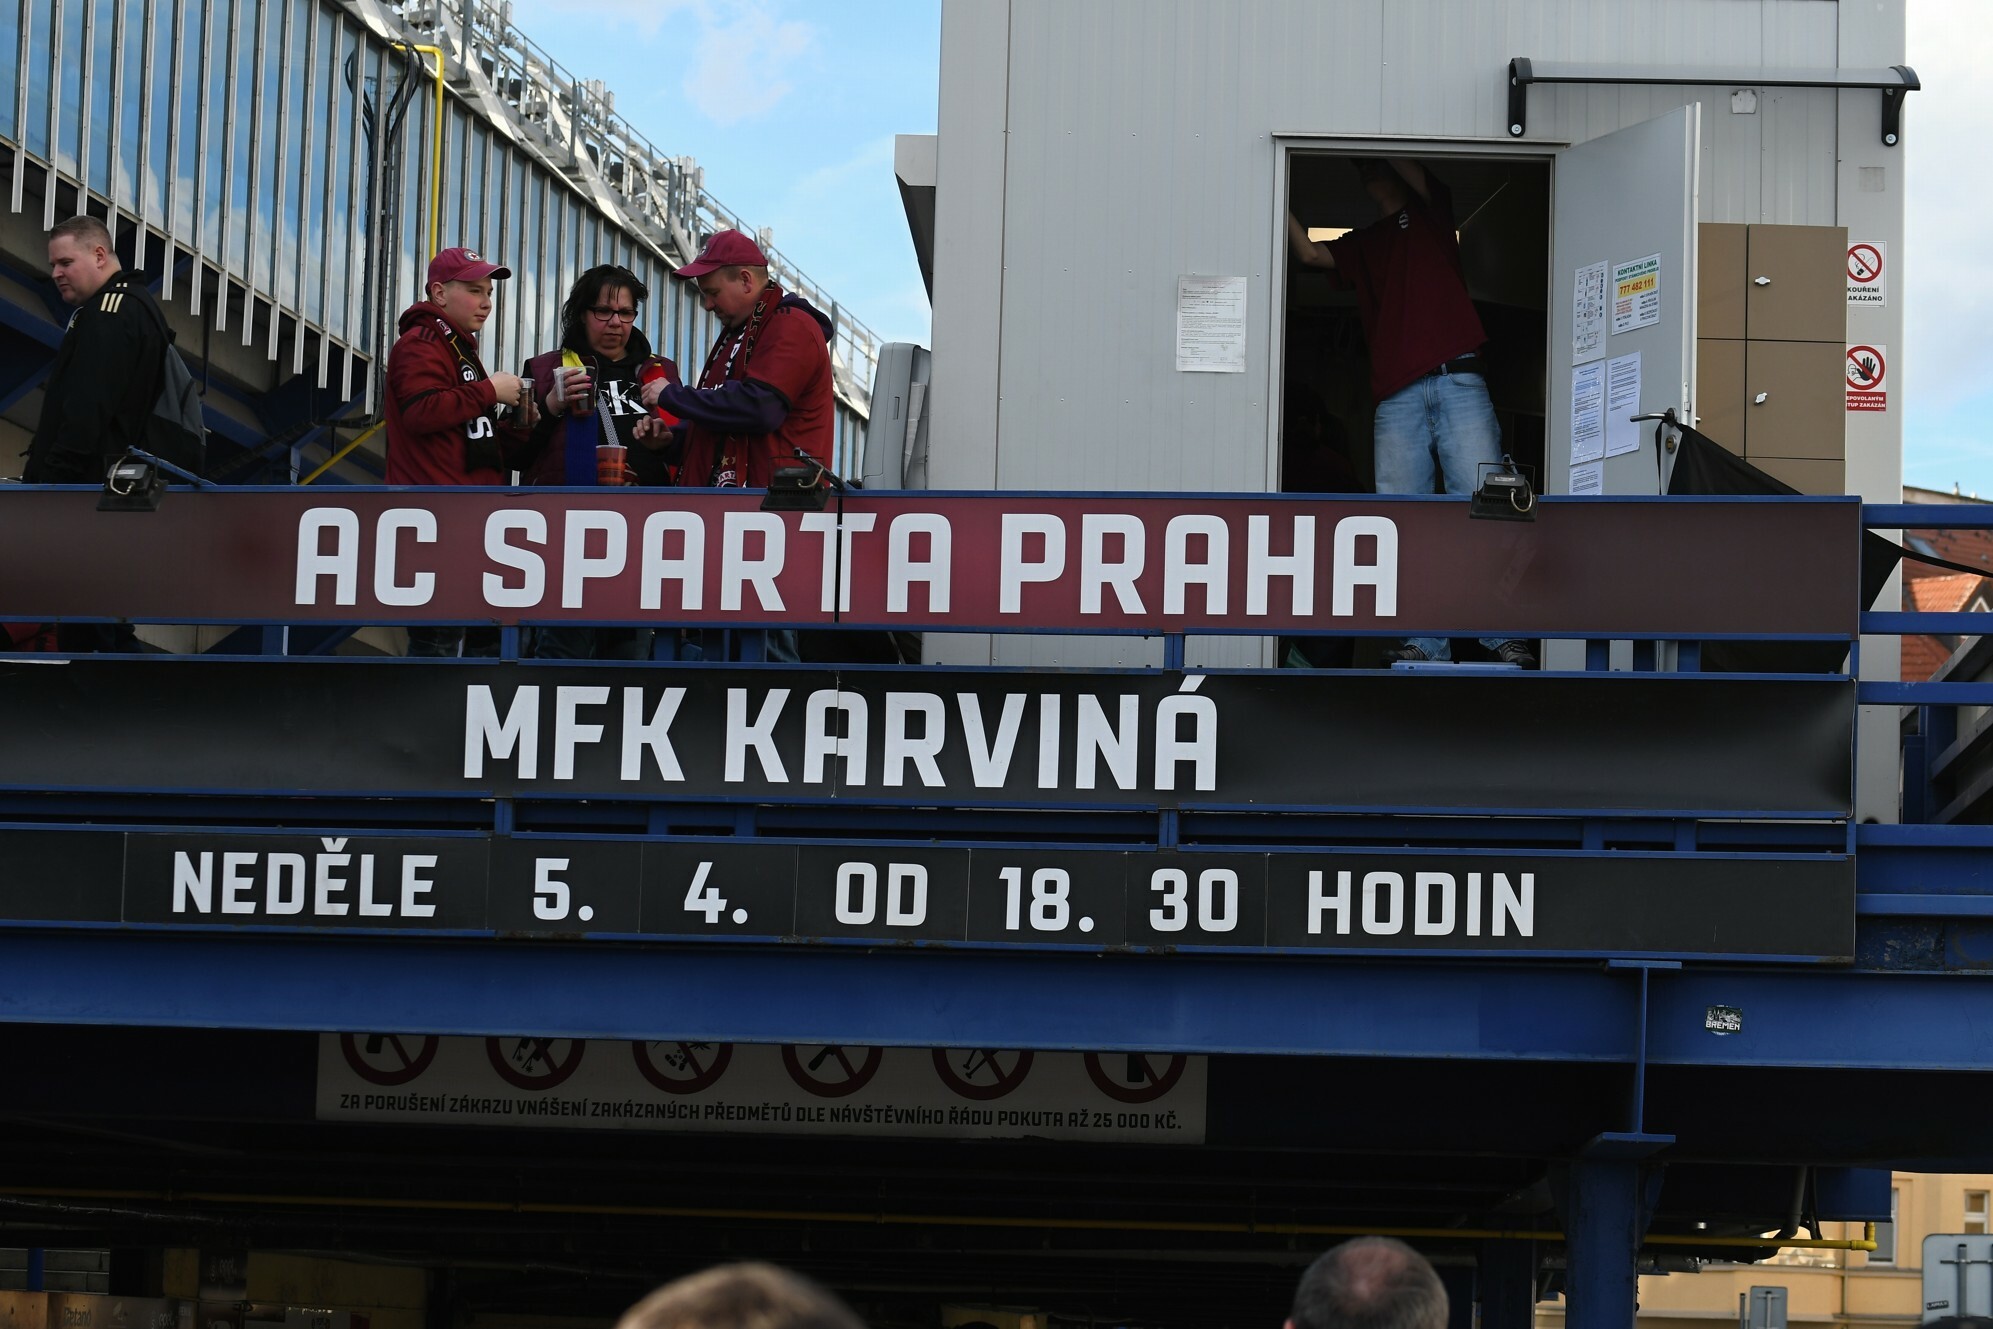 KONTAKTNÍ LINKA
777 482 111
KOUŘENÍ
ZAKÁZÁNO
NEPOVOLANÝM
VSTUP ZAKÁZÁN
AC SPARTA PRAHA
MFK KARVINÁ
NEDĚLE 5. 4. OD 18. 30 HODIN
BREMEN
ZA PORUŠENÍ ZÁKAZU VNÁŠENÍ ZAKÁZANÝCH PŘEDMĚTŮ DLE NÁVŠTĚVNÍHO ŘÁDU POKUTA AŽ 25 000 KČ.